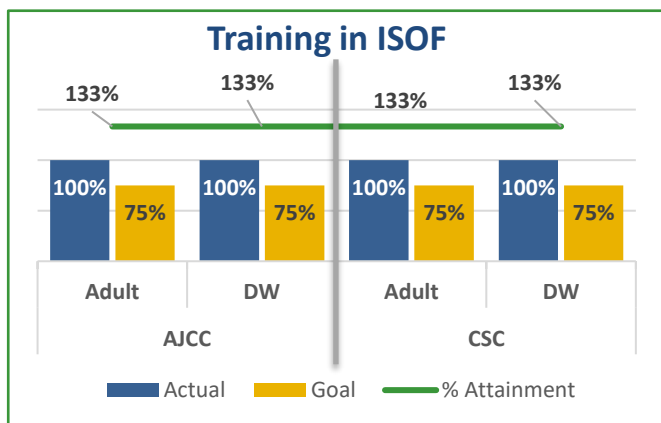 Training in ISOF
133% 133% 133% 133%
100% 75% 100% 75% 100% 75% 100% 75%
Adult DW Adult DW
AJCC CSC
Actual Goal % Attainment